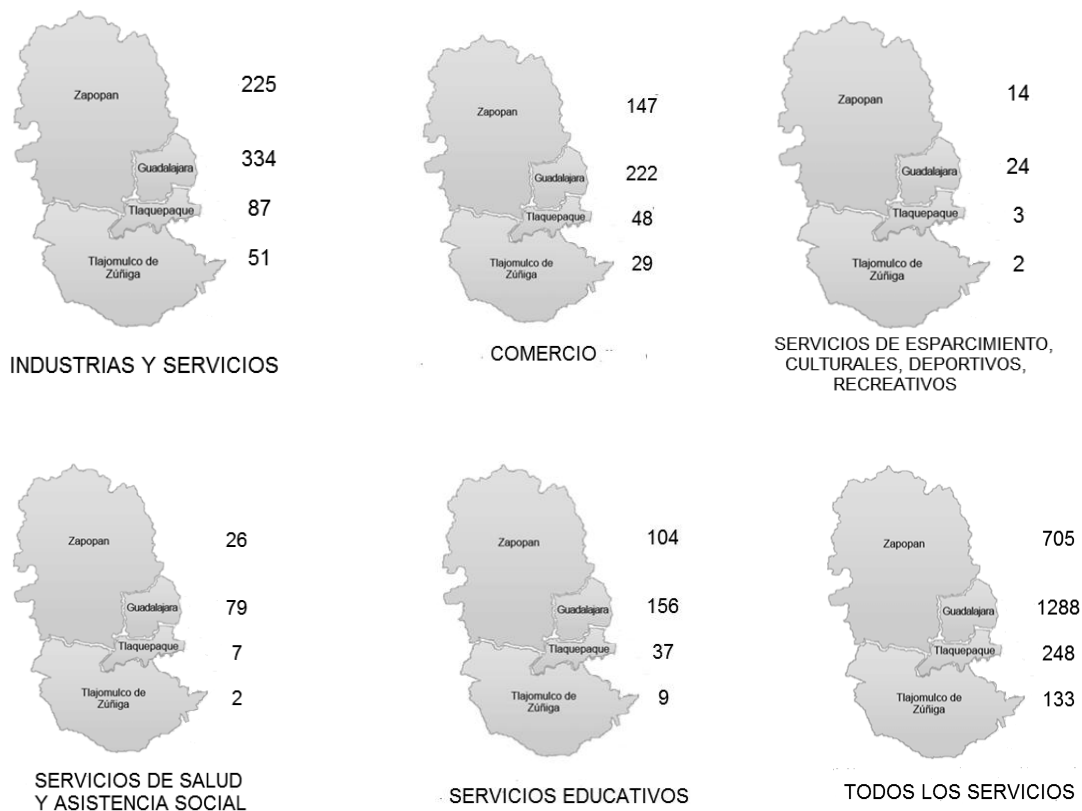 Zapopan
225
Guadalajara
334
Tlaquepaque
87
Tlajomulco de
Zúñiga
51
INDUSTRIAS Y SERVICIOS
Zapopan
147
Guadalajara
222
Tlaquepaque
48
Tlajomulco de
Zúñiga
29
COMERCIO
Zapopan
14
Guadalajara
24
Tlaquepaque
3
Tlajomulco de
Zúñiga
2
SERVICIOS DE ESPARCIMIENTO,
CULTURALES, DEPORTIVOS,
RECREATIVOS
Zapopan
26
Guadalajara
79
Tlaquepaque
7
Tlajomulco de
Zúñiga
2
SERVICIOS DE SALUD
Y ASISTENCIA SOCIAL
Zapopan
104
Guadalajara
156
Tlaquepaque
37
Tlajomulco de
Zúñiga
9
SERVICIOS EDUCATIVOS
Zapopan
705
Guadalajara
1288
Tlaquepaque
248
Tlajomulco de
Zúñiga
133
TODOS LOS SERVICIOS